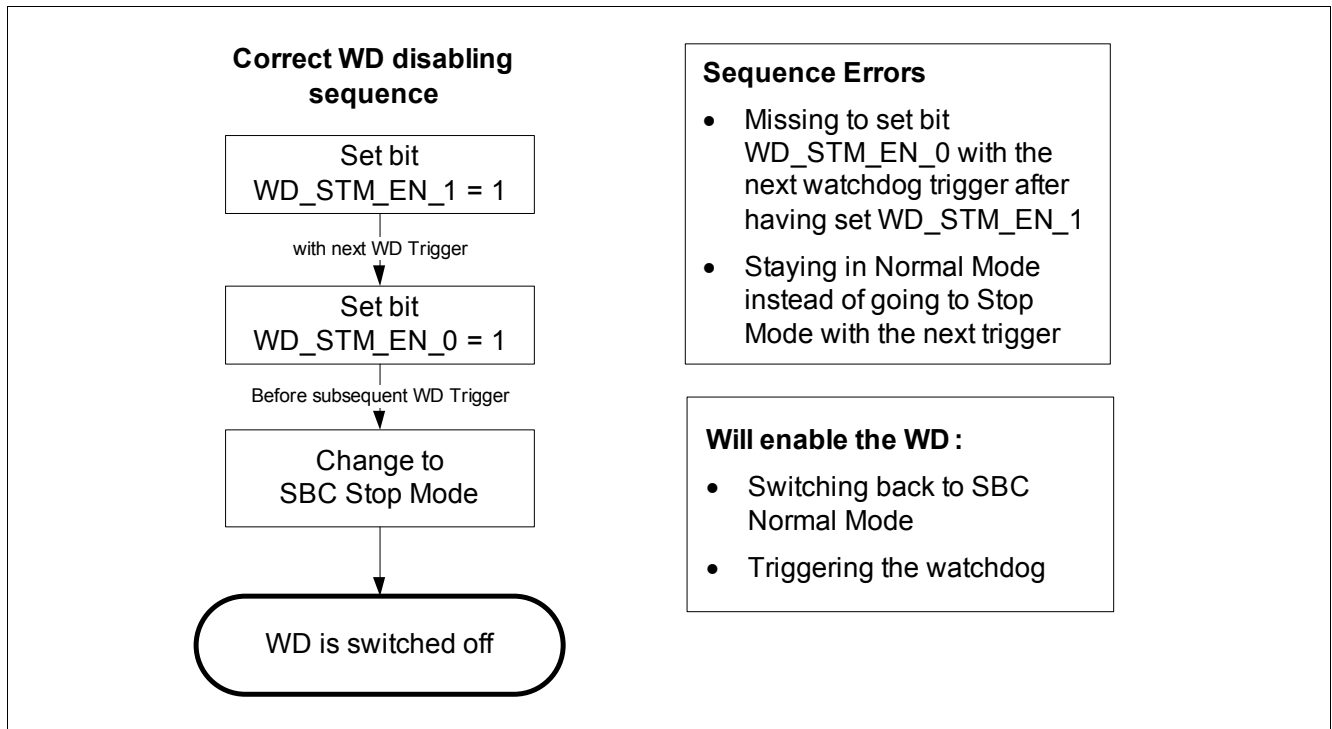 Correct WD disabling
sequence
Set bit
WD_STM_EN_1 = 1
with next WD Trigger
Set bit
WD_STM_EN_0 = 1
Before subsequent WD Trigger
Change to
SBC Stop Mode
WD is switched off
Sequence Errors
• Missing to set bit
WD_STM_EN_0 with the
next watchdog trigger after
having set WD_STM_EN_1
• Staying in Normal Mode
instead of going to Stop
Mode with the next trigger
Will enable the WD :
• Switching back to SBC
Normal Mode
• Triggering the watchdog